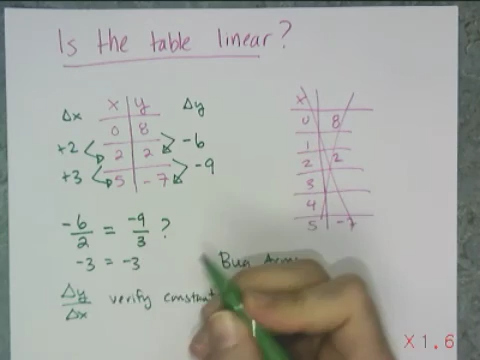 Is the table linear?
Δx
x y
Δy
0 8
2 2
5 -7
+2
+3
-6
-9
x
0 8
1
2 2
3
4
5 -7
-6/2 = -9/3 ?
-3 = -3
Δy/Δx verify constant
X1.6